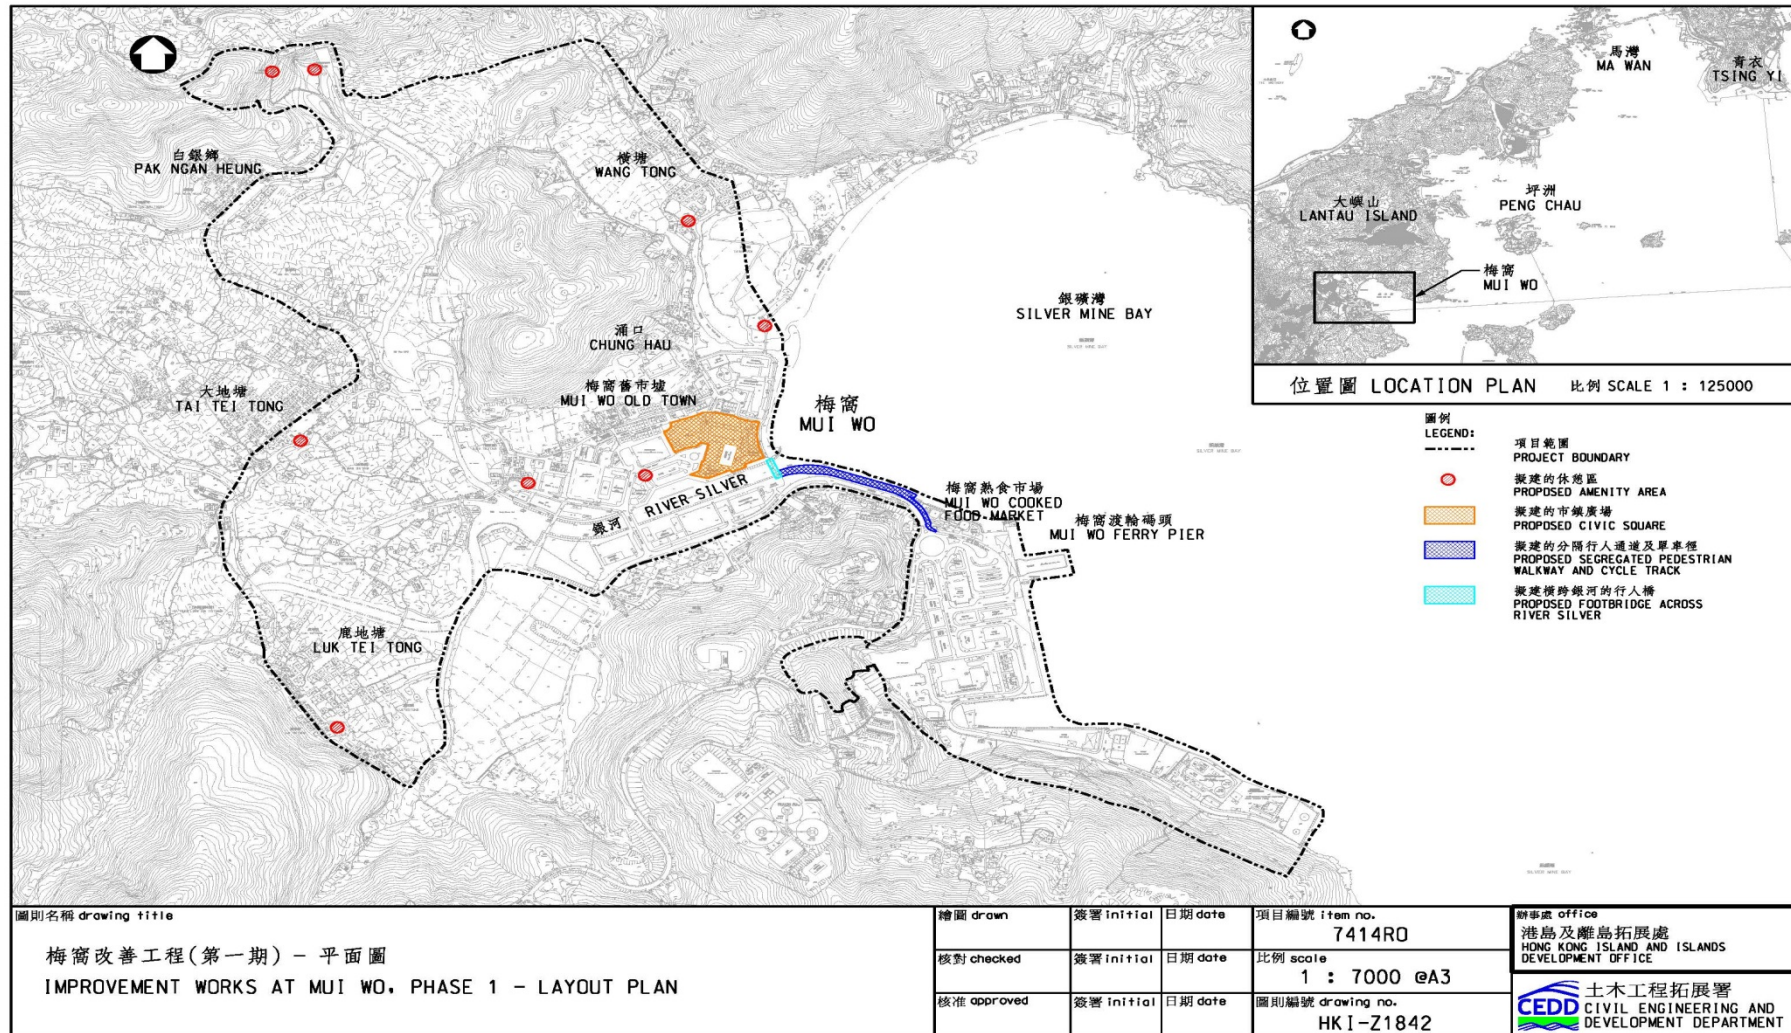 白銀鄉
PAK NGAN HEUNG
橫塘
WANG TONG
銀礦灣
SILVER MINE BAY
涌口
CHUNG HAU
梅窩舊市墟
MUI WO OLD TOWN
大地塘
TAI TEI TONG
梅窩
MUI WO
銀河 RIVER SILVER
梅窩熟食市場
MUI WO COOKED
FOOD MARKET
梅窩渡輪碼頭
MUI WO FERRY PIER
鹿地塘
LUK TEI TONG
馬灣
MA WAN
青衣
TSING YI
坪洲
PENG CHAU
大嶼山
LANTAU ISLAND
梅窩
MUI WO
位置圖 LOCATION PLAN 比例 SCALE 1 : 125000
圖例
LEGEND:
項目範圍
PROJECT BOUNDARY
擬建的休憩區
PROPOSED AMENITY AREA
擬建的市鎮廣場
PROPOSED CIVIC SQUARE
擬建的分隔行人通道及單車徑
PROPOSED SEGREGATED PEDESTRIAN
WALKWAY AND CYCLE TRACK
擬建橫跨銀河的行人橋
PROPOSED FOOTBRIDGE ACROSS
RIVER SILVER
圖則名稱 drawing title
梅窩改善工程(第一期) - 平面圖
IMPROVEMENT WORKS AT MUI WO, PHASE 1 - LAYOUT PLAN
繪圖 drawn 簽署 initial 日期 date
核對 checked 簽署 initial 日期 date
核准 approved 簽署 initial 日期 date
項目編號 item no.
7414RO
比例 scale
1 : 7000 @A3
圖則編號 drawing no.
HKI-Z1842
辦事處 office
港島及離島拓展處
HONG KONG ISLAND AND ISLANDS
DEVELOPMENT OFFICE
CEDD
土木工程拓展署
CIVIL ENGINEERING AND
DEVELOPMENT DEPARTMENT